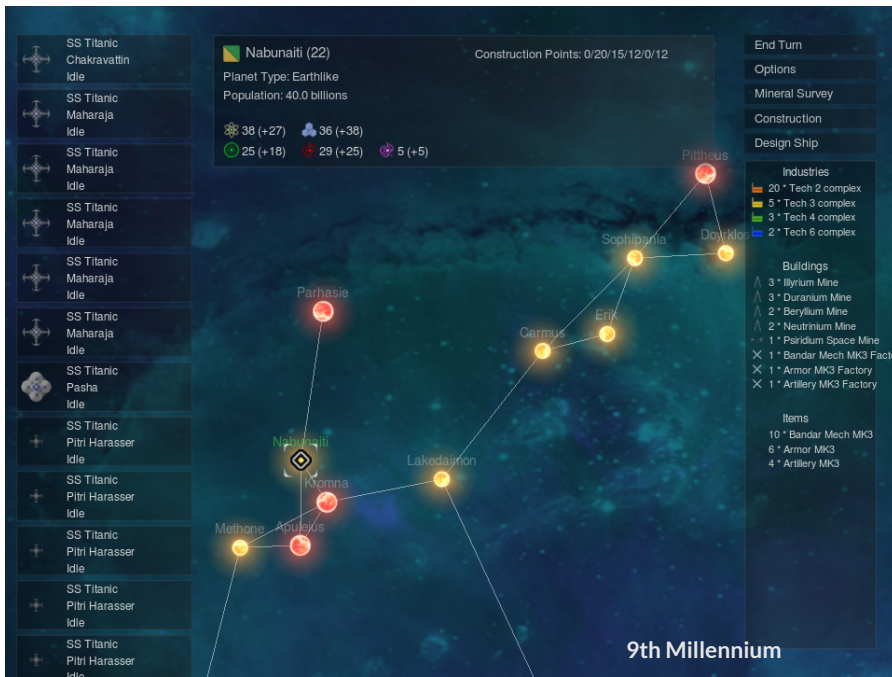 SS Titanic
Chakravattin
Idle
SS Titanic
Maharaja
Idle
SS Titanic
Maharaja
Idle
SS Titanic
Maharaja
Idle
SS Titanic
Maharaja
Idle
SS Titanic
Maharaja
Idle
SS Titanic
Pasha
Idle
SS Titanic
Pitri Harasser
Idle
SS Titanic
Pitri Harasser
Idle
SS Titanic
Pitri Harasser
Idle
SS Titanic
Pitri Harasser
Idle
SS Titanic
Pitri Harasser
Idle
Nabunaiti (22)
Construction Points: 0/20/15/12/0/12
Planet Type: Earthlike
Population: 40.0 billions
38 (+27) 36 (+38)
25 (+18) 29 (+25) 5 (+5)
Pittheus
Sophipania
Doyrklos
Parhasie
Erik
Carmus
Nabunaiti
Lakedaimon
Kromna
Methone
Apulejus
End Turn
Options
Mineral Survey
Construction
Design Ship
Industries
20 * Tech 2 complex
5 * Tech 3 complex
3 * Tech 4 complex
2 * Tech 6 complex
Buildings
3 * Illyrium Mine
3 * Duranium Mine
2 * Beryllium Mine
2 * Neutrinium Mine
1 * Psiridium Space Mine
1 * Bandar Mech MK3 Fact
1 * Armor MK3 Factory
1 * Artillery MK3 Factory
Items
10 * Bandar Mech MK3
6 * Armor MK3
4 * Artillery MK3
9th Millennium